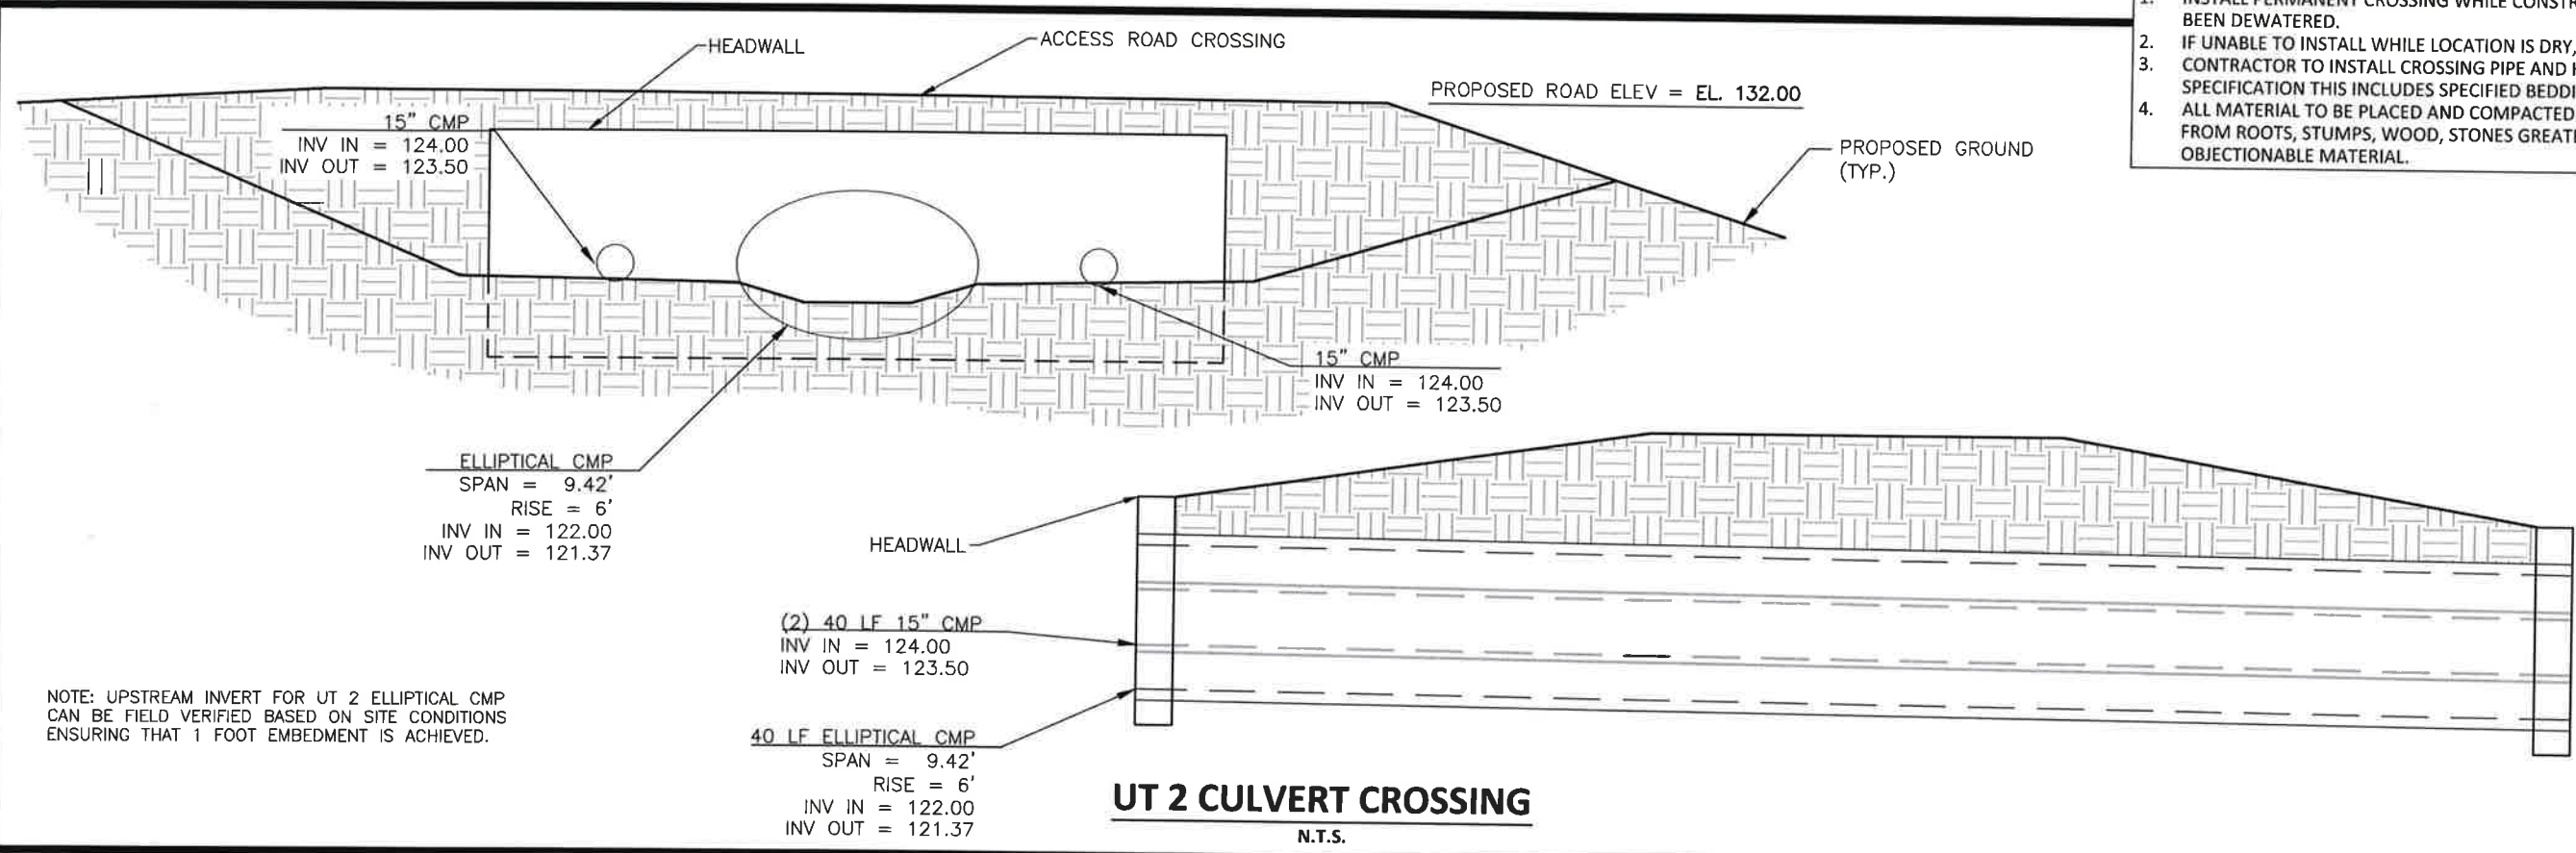 HEADWALL
ACCESS ROAD CROSSING
PROPOSED ROAD ELEV = EL. 132.00
PROPOSED GROUND
(TYP.)
1. INSTALL PERMANENT CROSSING WHILE
BEEN DEWATERED.
2. IF UNABLE TO INSTALL WHILE LOCATION IS DRY,
3. CONTRACTOR TO INSTALL CROSSING PIPE AND
SPECIFICATION THIS INCLUDES SPECIFIED
4. ALL MATERIAL TO BE PLACED AND COMPACTED
FROM ROOTS, STUMPS, WOOD, STONES
OBJECTIONABLE MATERIAL.
15" CMP
INV IN = 124.00
INV OUT = 123.50
15" CMP
INV IN = 124.00
INV OUT = 123.50
ELLIPTICAL CMP
SPAN = 9.42'
RISE = 6'
INV IN = 122.00
INV OUT = 121.37
HEADWALL
(2) 40 LF 15" CMP
INV IN = 124.00
INV OUT = 123.50
40 LF ELLIPTICAL CMP
SPAN = 9.42'
RISE = 6'
INV IN = 122.00
INV OUT = 121.37
NOTE: UPSTREAM INVERT FOR UT 2 ELLIPTICAL CMP
CAN BE FIELD VERIFIED BASED ON SITE CONDITIONS
ENSURING THAT 1 FOOT EMBEDMENT IS ACHIEVED.
UT 2 CULVERT CROSSING
N.T.S.